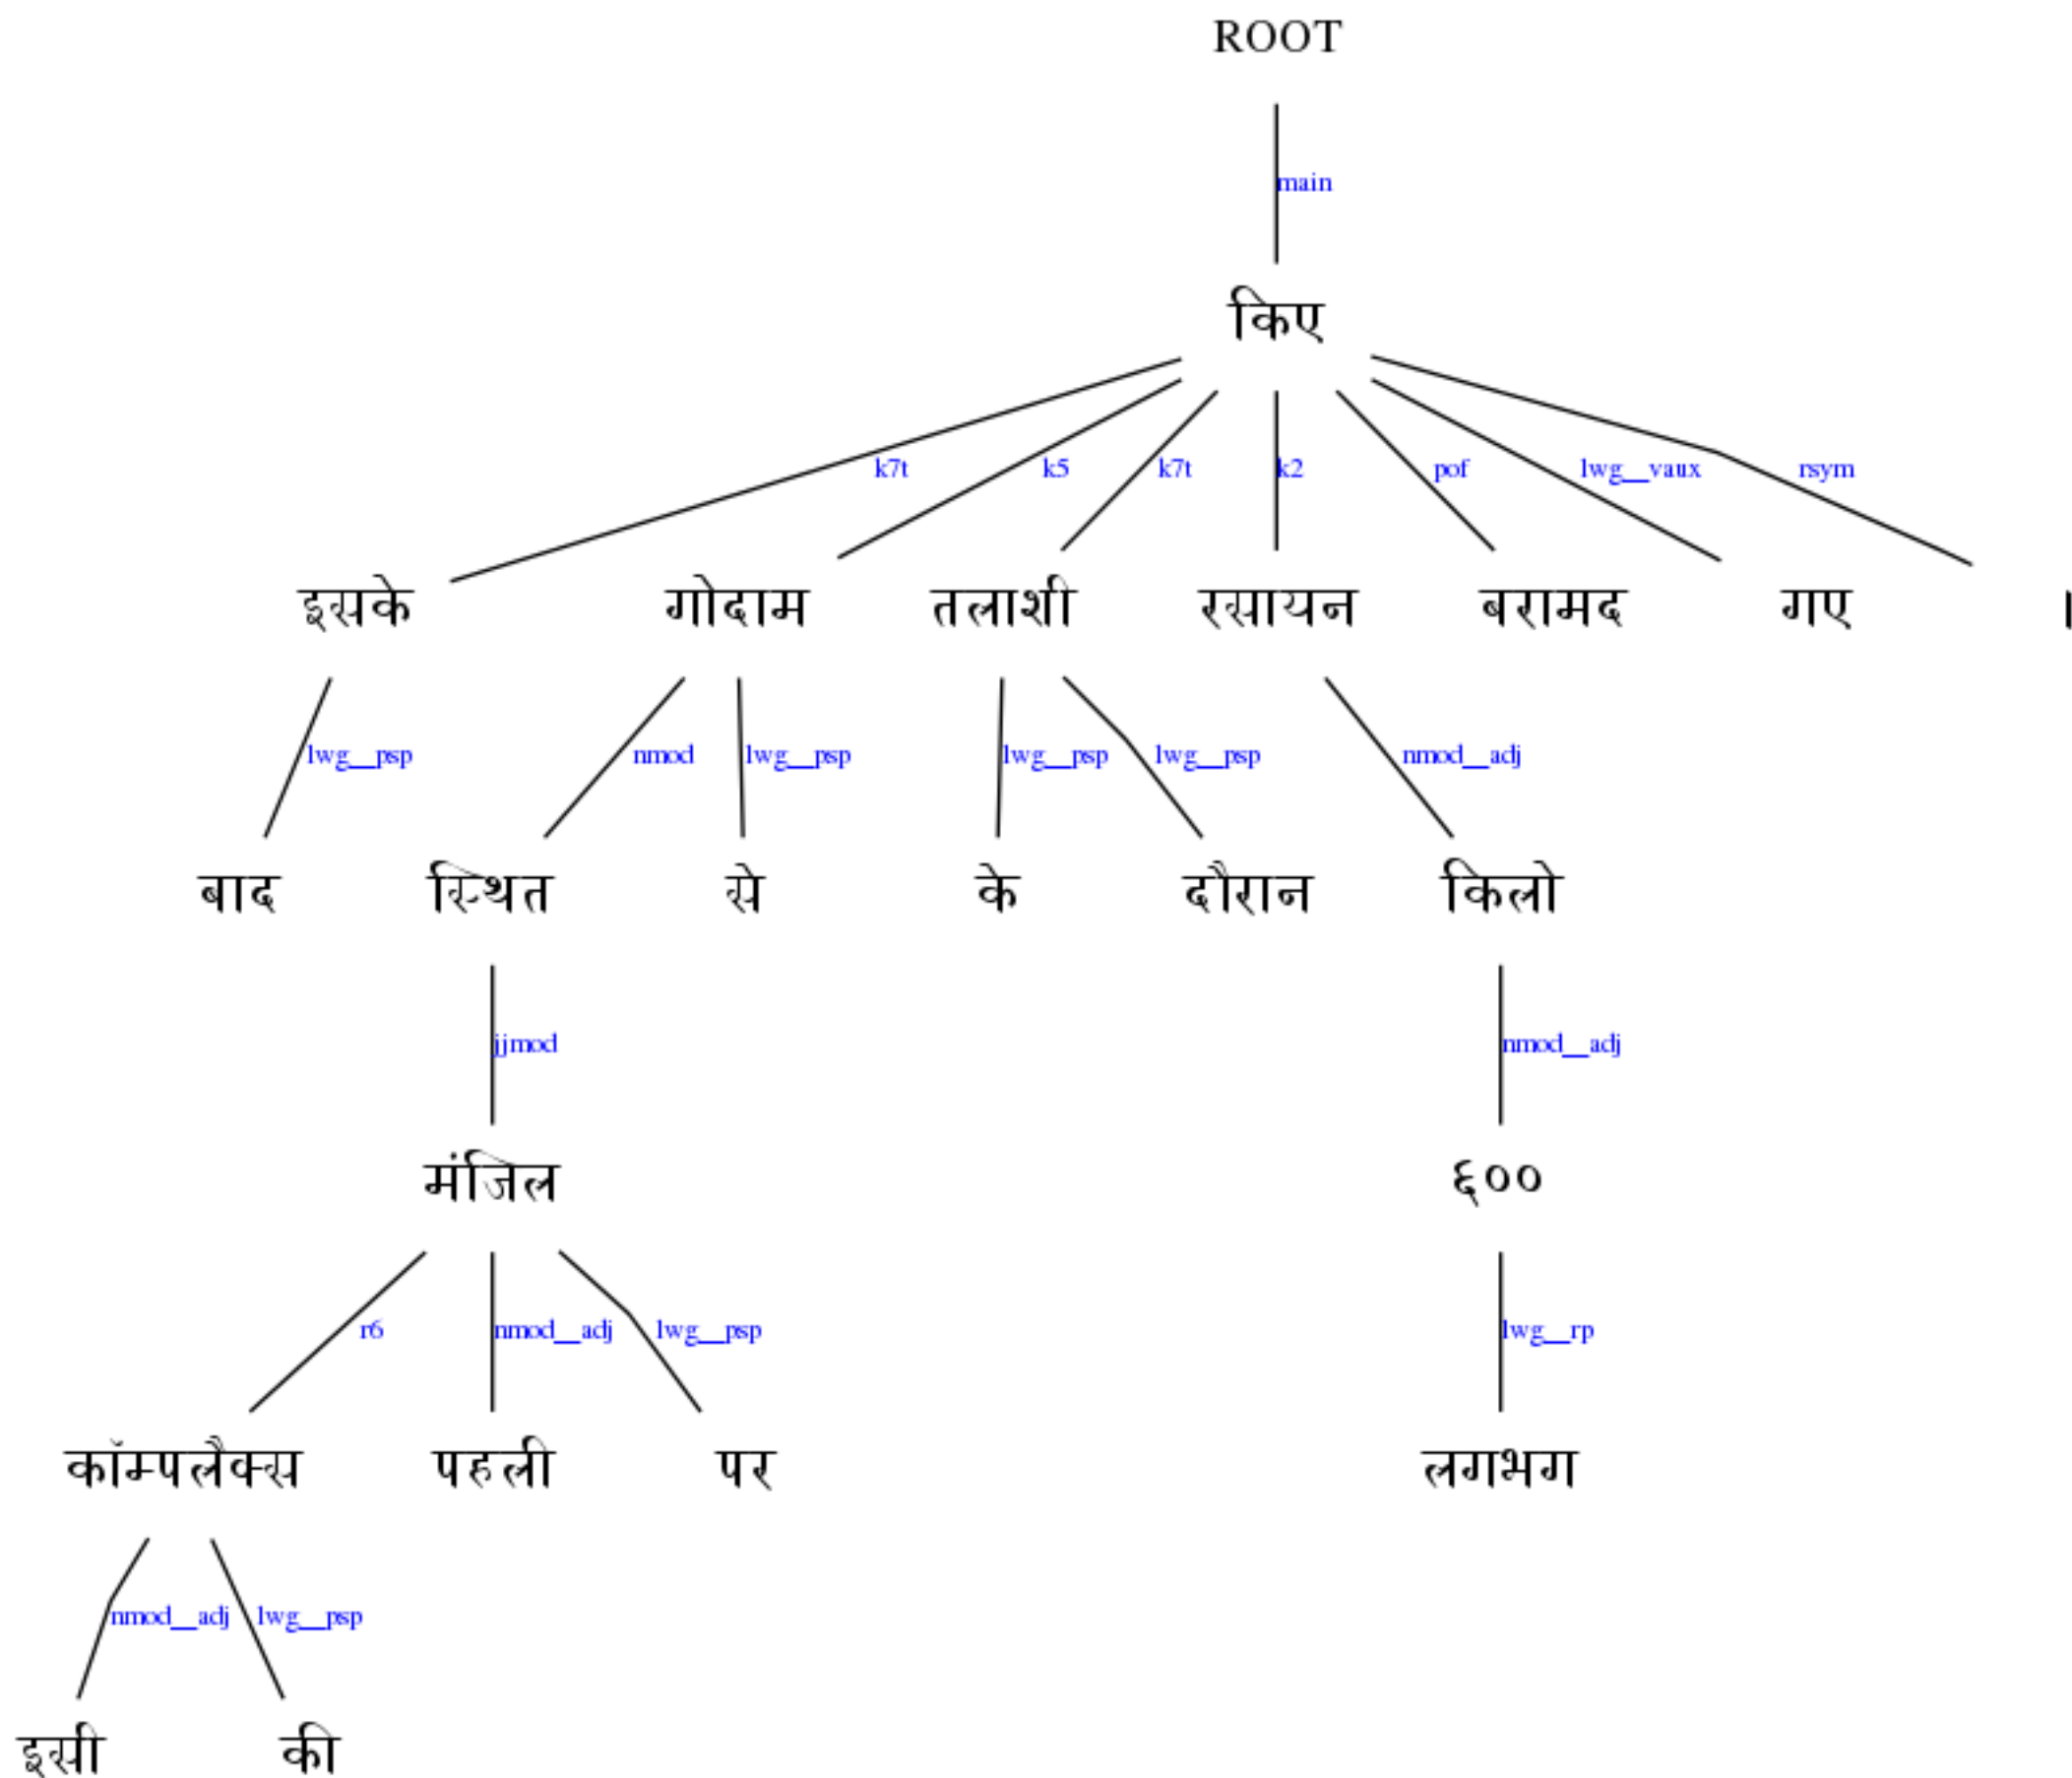 ROOT
main
किए
k7t k5 k7t k2 pof lwg__vaux rsym
इसके गोदाम तलाशी रसायन बरामद गए ।
lwg__psp nmod lwg__psp lwg__psp lwg__psp nmod__adj
बाद स्थित से के दौरान किलो
jjmod nmod__adj
मंजिल ६००
r6 nmod__adj lwg__psp lwg__rp
कॉम्पलैक्स पहली पर लगभग
nmod__adj lwg__psp
इसी की